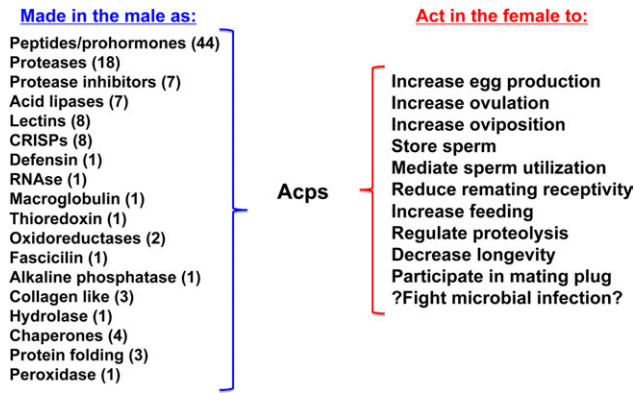 Made in the male as:
Peptides/prohormones (44)
Proteases (18)
Protease inhibitors (7)
Acid lipases (7)
Lectins (8)
CRISPs (8)
Defensin (1)
RNAse (1)
Macroglobulin (1)
Thioredoxin (1)
Oxidoreductases (2)
Fascicilin (1)
Alkaline phosphatase (1)
Collagen like (3)
Hydrolase (1)
Chaperones (4)
Protein folding (3)
Peroxidase (1)
Acps
Act in the female to:
Increase egg production
Increase ovulation
Increase oviposition
Store sperm
Mediate sperm utilization
Reduce remating receptivity
Increase feeding
Regulate proteolysis
Decrease longevity
Participate in mating plug
?Fight microbial infection?